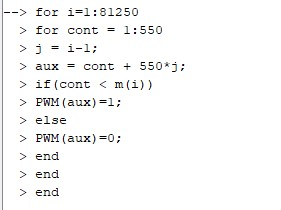 --> for i=1:81250
> for cont = 1:550
> j = i-1;
> aux = cont + 550*j;
> if(cont < m(i))
> PWM(aux)=1;
> else
> PWM(aux)=0;
> end
> end
> end